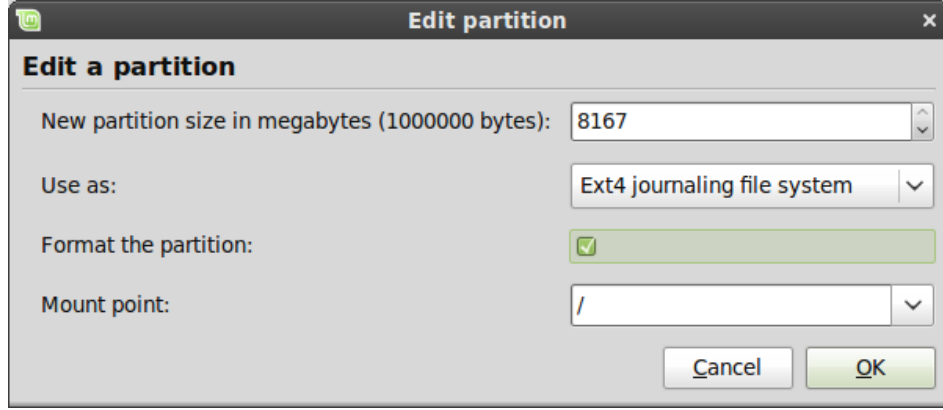 Edit partition
Edit a partition
New partition size in megabytes (1000000 bytes): 8167
Use as: Ext4 journaling file system
Format the partition:
Mount point: /
Cancel OK